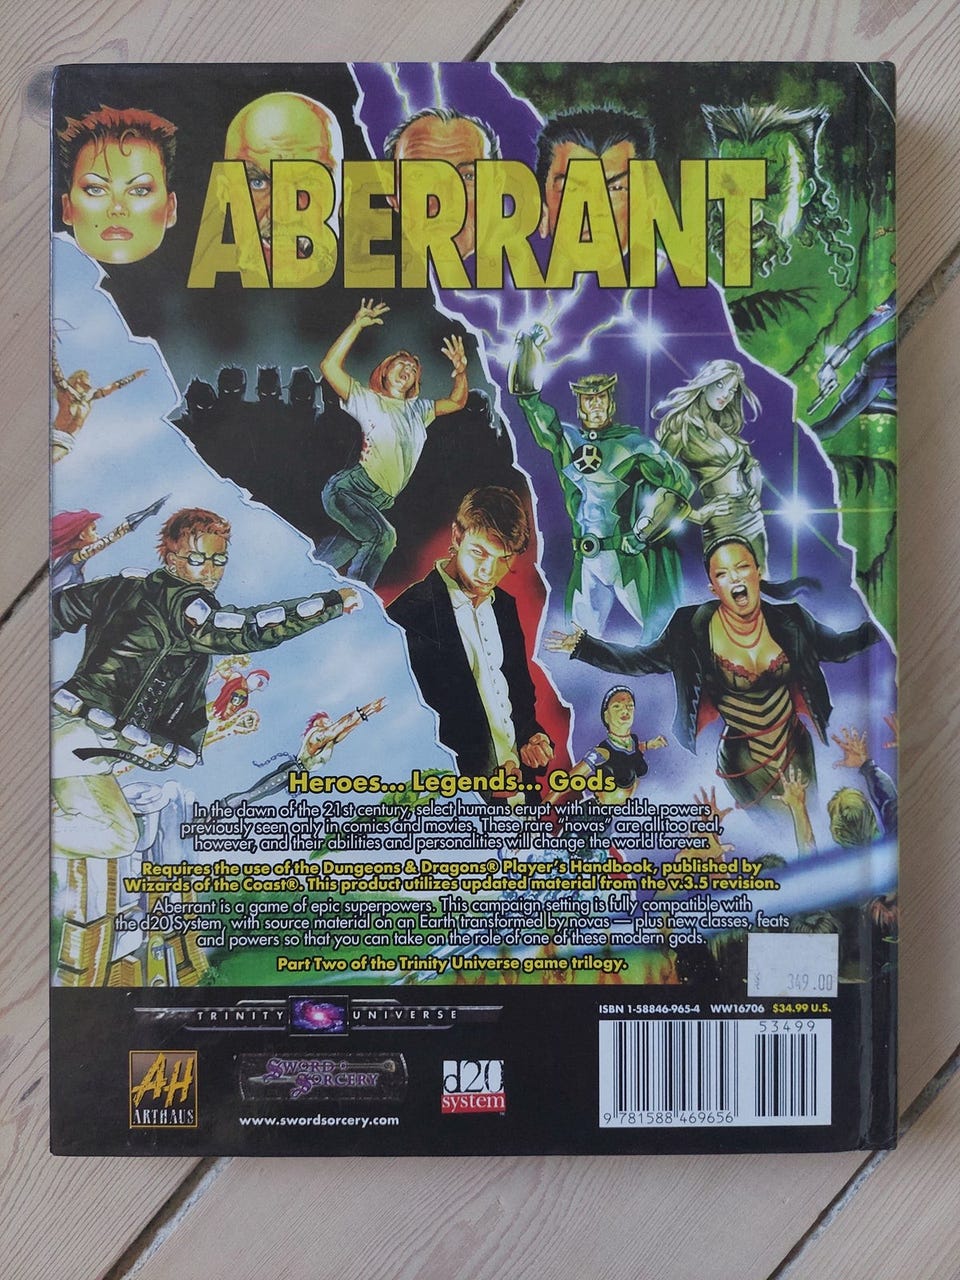 ABERRANT™
Heroes... Legends... Gods
In the dawn of the 21st century, select humans erupt with incredible powers
previously seen only in comics and movies. These rare "novas" are all too real,
however, and their abilities and personalities will change the world forever.
Requires the use of the Dungeons & Dragons® Player's Handbook, published by
Wizards of the Coast®. This product utilizes updated material from the v.3.5 revision.
Aberrant is a game of epic superpowers. This campaign setting is fully compatible with
the d20 System, with source material on an Earth transformed by novas — plus new classes, feats
and powers so that you can take on the role of one of these modern gods.
Part Two of the Trinity Universe game trilogy.
349.00
TRINITY UNIVERSE
ISBN 1-58846-965-4 WW16706 $34.99 U.S.
53499
AH
ARTHAUS
SWORD SORCERY
www.swordsorcery.com
d20
system™
9 781588 469656